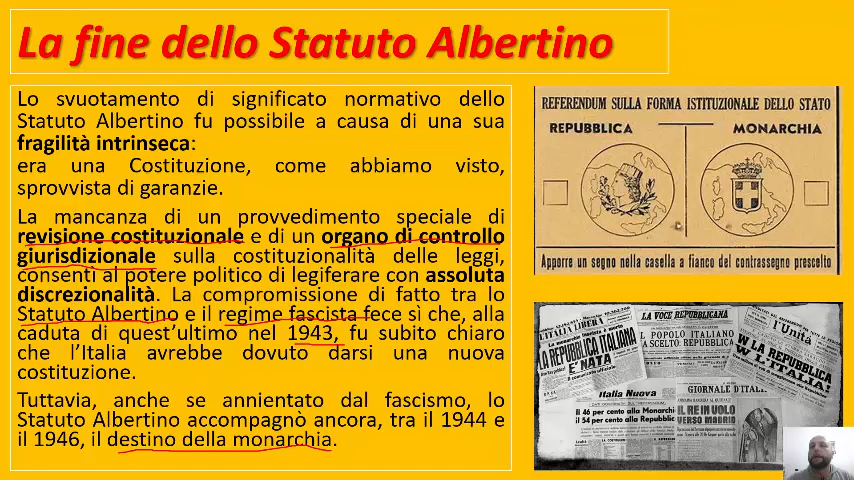 La fine dello Statuto Albertino
Lo svuotamento di significato normativo dello
Statuto Albertino fu possibile a causa di una sua
fragilità intrinseca:
era una Costituzione, come abbiamo visto,
sprovvista di garanzie.
La mancanza di un provvedimento speciale di
revisione costituzionale e di un organo di controllo
giurisdizionale sulla costituzionalità delle leggi,
consentì al potere politico di legiferare con assoluta
discrezionalità. La compromissione di fatto tra lo
Statuto Albertino e il regime fascista fece sì che, alla
caduta di quest'ultimo nel 1943, fu subito chiaro
che l'Italia avrebbe dovuto darsi una nuova
costituzione.
Tuttavia, anche se annientato dal fascismo, lo
Statuto Albertino accompagnò ancora, tra il 1944 e
il 1946, il destino della monarchia.
REFERENDUM SULLA FORMA ISTITUZIONALE DELLO STATO
REPUBBLICA MONARCHIA
Apporre un segno nella casella a fianco del contrassegno prescelto
L'ITALIA LIBERA
LA REPUBBLICA ITALIANA
È NATA
LA VOCE REPUBBLICANA
IL POPOLO ITALIANO
HA SCELTO: REPUBBLICA
l'Unità
W LA REPUBBLICA
W L'ITALIA!
Italia Nuova
Il 46 per cento alla Monarchia
il 54 per cento alla Repubblica
GIORNALE D'ITALIA
IL RE IN VOLO
VERSO MADRID